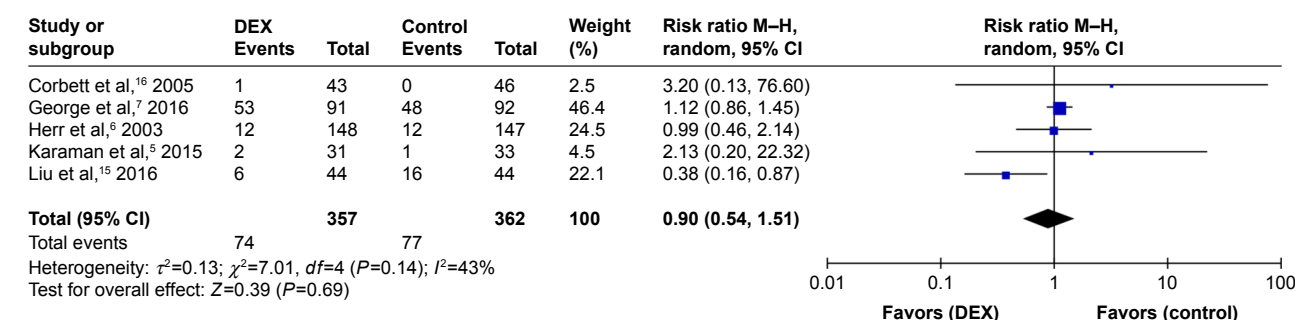 Study or DEX Control Weight Risk ratio M–H, Risk ratio M–H,
subgroup Events Total Events Total (%) random, 95% CI random, 95% CI
Corbett et al,16 2005 1 43 0 46 2.5 3.20 (0.13, 76.60)
George et al,7 2016 53 91 48 92 46.4 1.12 (0.86, 1.45)
Herr et al,6 2003 12 148 12 147 24.5 0.99 (0.46, 2.14)
Karaman et al,5 2015 2 31 1 33 4.5 2.13 (0.20, 22.32)
Liu et al,15 2016 6 44 16 44 22.1 0.38 (0.16, 0.87)
Total (95% CI) 357 362 100 0.90 (0.54, 1.51)
Total events 74 77
Heterogeneity: τ2=0.13; χ2=7.01, df=4 (P=0.14); I2=43%
Test for overall effect: Z=0.39 (P=0.69)
0.01 0.1 1 10 100
Favors (DEX) Favors (control)